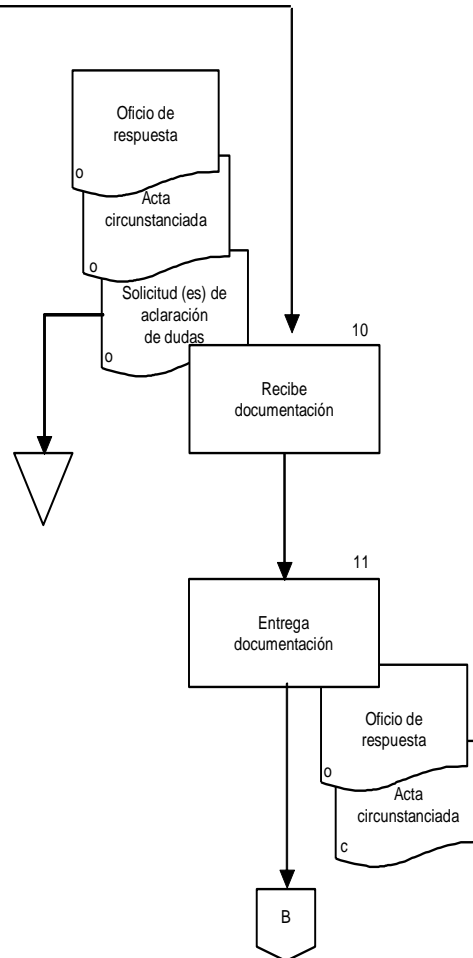 Oficio de
respuesta
o
Acta
circunstanciada
o
Solicitud (es) de
aclaración
de dudas
o
10
Recibe
documentación
11
Entrega
documentación
Oficio de
respuesta
o
Acta
circunstanciada
c
B